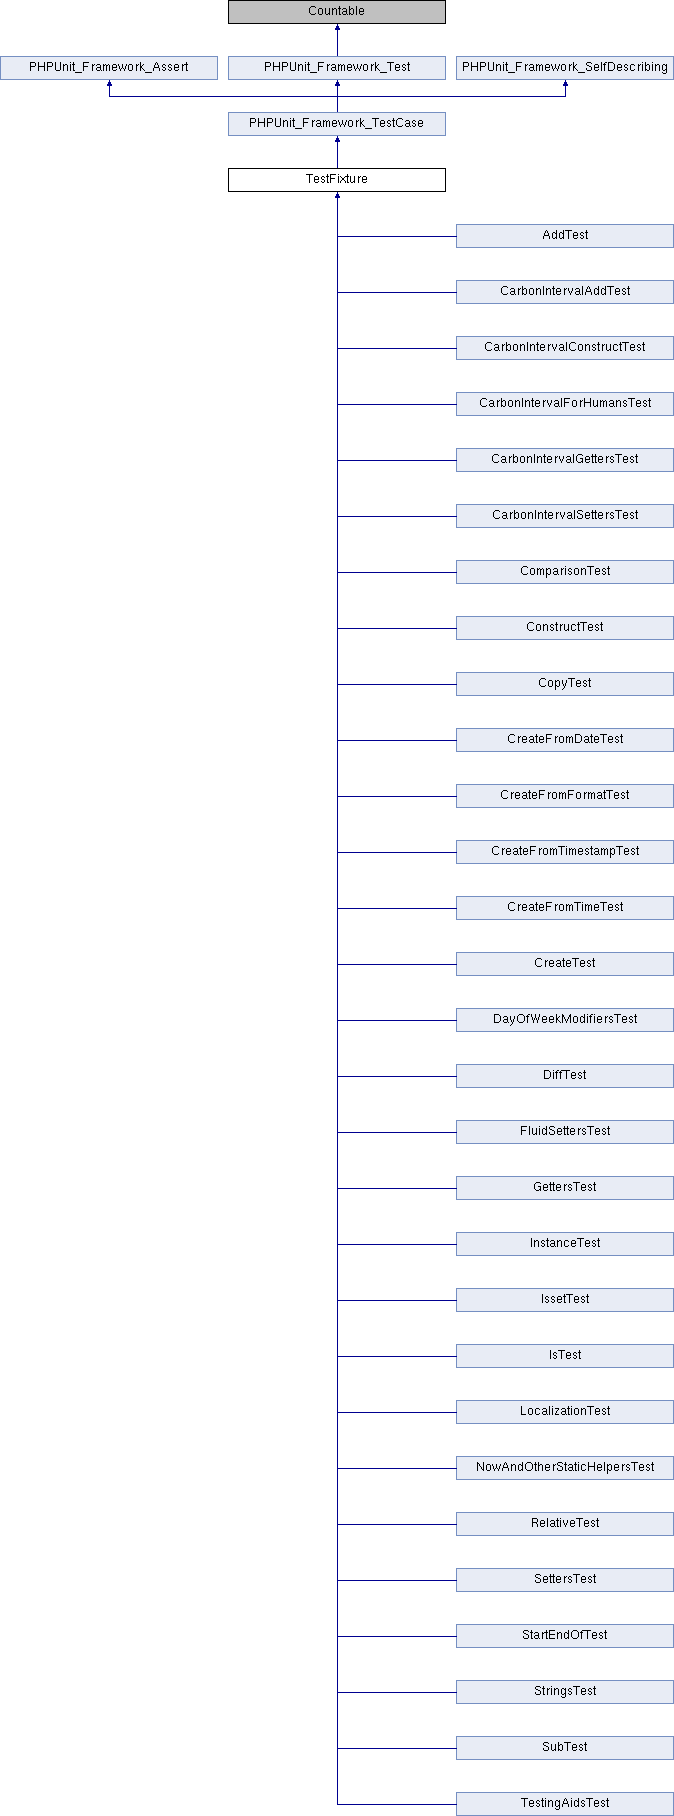 Countable
PHPUnit_Framework_Assert
PHPUnit_Framework_Test
PHPUnit_Framework_SelfDescribing
PHPUnit_Framework_TestCase
TestFixture
AddTest
CarbonIntervalAddTest
CarbonIntervalConstructTest
CarbonIntervalForHumansTest
CarbonIntervalGettersTest
CarbonIntervalSettersTest
ComparisonTest
ConstructTest
CopyTest
CreateFromDateTest
CreateFromFormatTest
CreateFromTimestampTest
CreateFromTimeTest
CreateTest
DayOfWeekModifiersTest
DiffTest
FluidSettersTest
GettersTest
InstanceTest
IssetTest
IsTest
LocalizationTest
NowAndOtherStaticHelpersTest
RelativeTest
SettersTest
StartEndOfTest
StringsTest
SubTest
TestingAidsTest